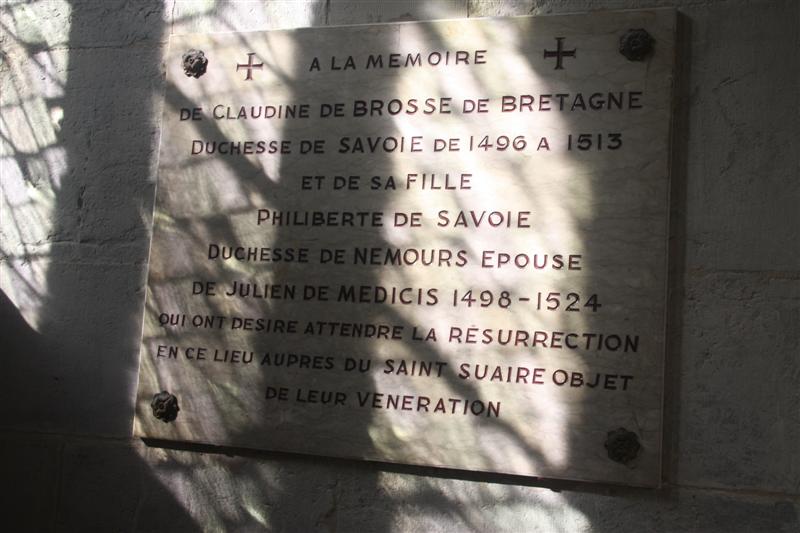 A LA MEMOIRE
DE CLAUDINE DE BROSSE DE BRETAGNE
DUCHESSE DE SAVOIE DE 1496 A 1513
ET DE SA FILLE
PHILIBERTE DE SAVOIE
DUCHESSE DE NEMOURS EPOUSE
DE JULIEN DE MEDICIS 1498-1524
QUI ONT DESIRE ATTENDRE LA RÉSURRECTION
EN CE LIEU AUPRES DU SAINT SUAIRE OBJET
DE LEUR VENERATION